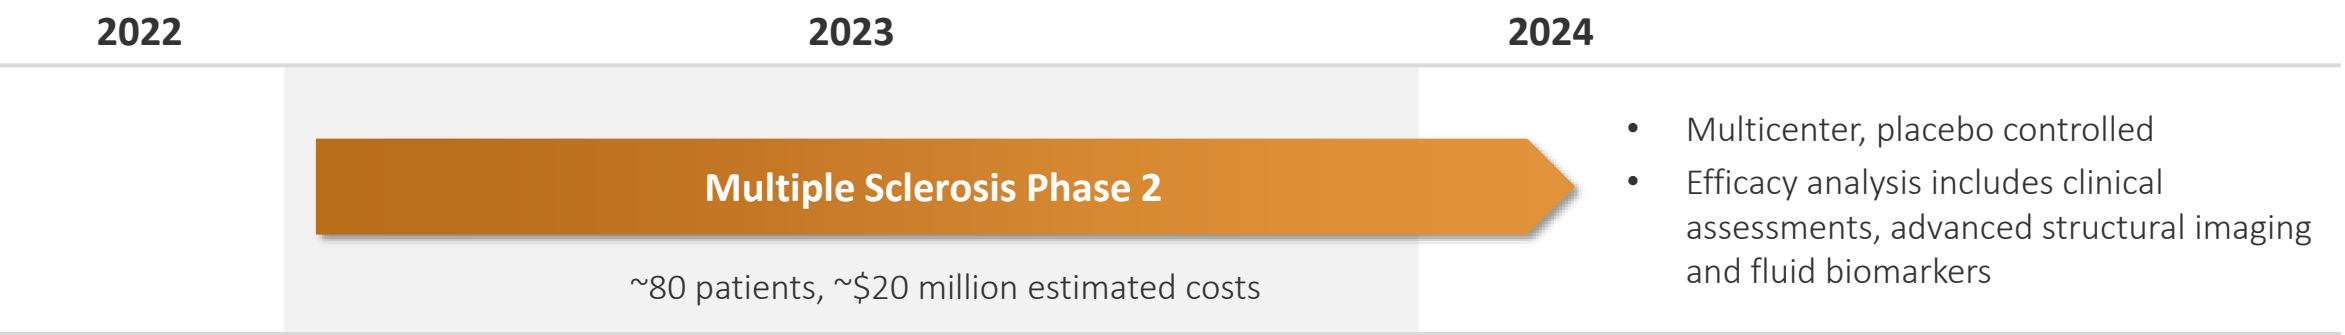 2022
2023
2024
Multiple Sclerosis Phase 2
~80 patients, ~$20 million estimated costs
• Multicenter, placebo controlled
• Efficacy analysis includes clinical
assessments, advanced structural imaging
and fluid biomarkers